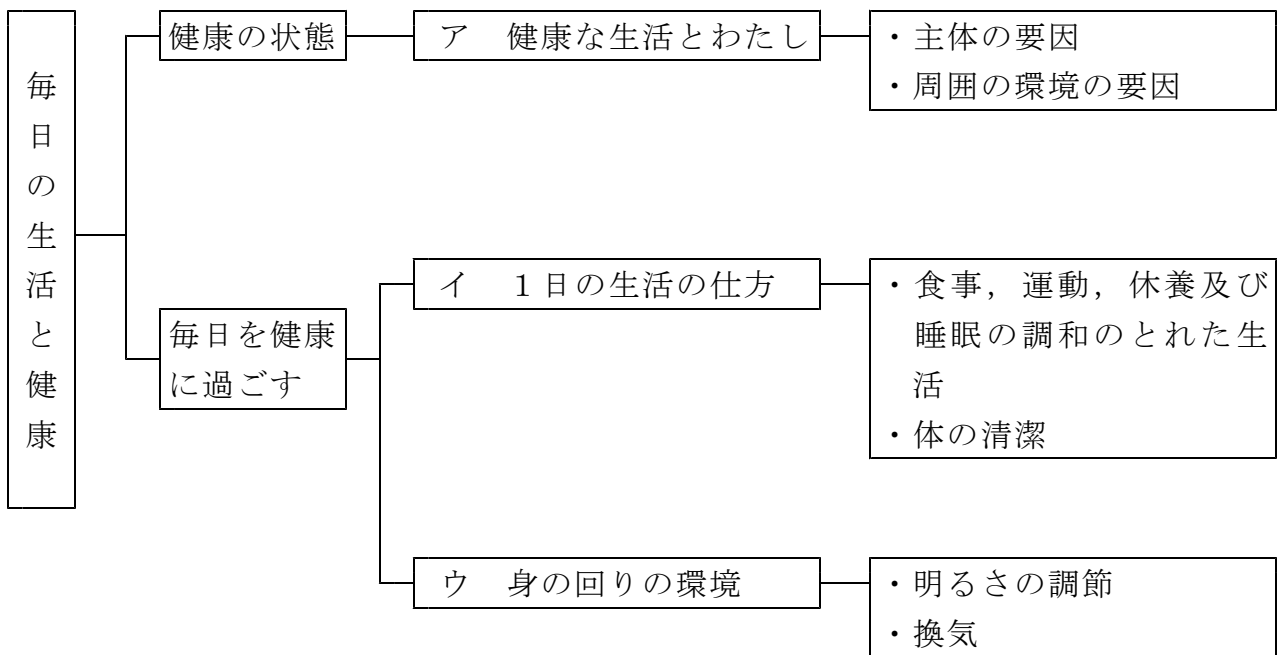 毎日の生活と健康
健康の状態
ア 健康な生活とわたし
・主体の要因
・周囲の環境の要因
毎日を健康
に過ごす
イ 1日の生活の仕方
・食事,運動,休養及び
睡眠の調和のとれた生
活
・体の清潔
ウ 身の回りの環境
・明るさの調節
・換気